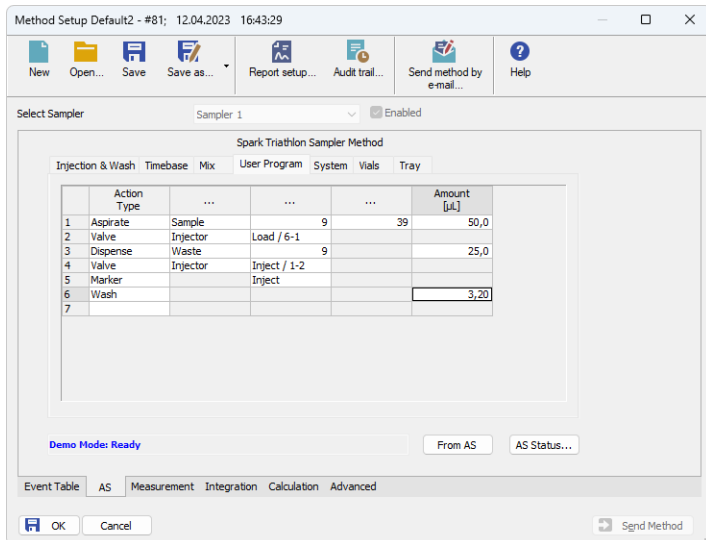 Method Setup Default2 - #81; 12.04.2023 16:43:29
New Open... Save Save as... Report setup... Audit trail... Send method by e-mail... Help
Select Sampler Sampler 1 Enabled
Spark Triathlon Sampler Method
Injection & Wash Timebase Mix User Program System Vials Tray
Action Type ... ... ... Amount [µL]
1 Aspirate Sample 9 39 50,0
2 Valve Injector Load / 6-1
3 Dispense Waste 9 25,0
4 Valve Injector Inject / 1-2
5 Marker Inject
6 Wash 3,20
7
Demo Mode: Ready From AS AS Status...
Event Table AS Measurement Integration Calculation Advanced
OK Cancel Send Method